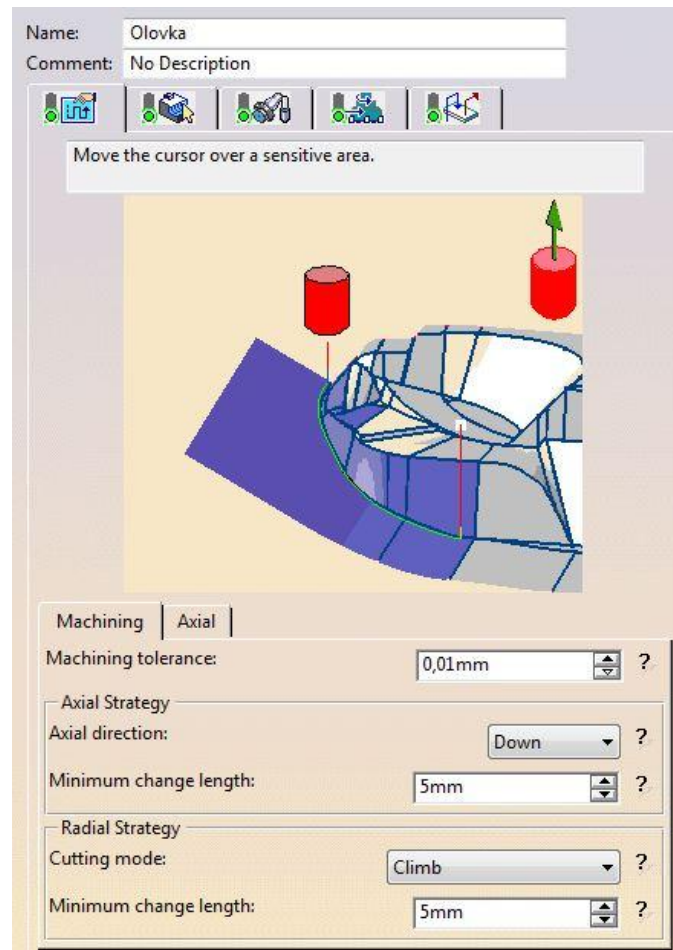 Name: Olovka
Comment: No Description
Move the cursor over a sensitive area.
Machining Axial
Machining tolerance: 0,01mm ?
Axial Strategy
Axial direction: Down ?
Minimum change length: 5mm ?
Radial Strategy
Cutting mode: Climb ?
Minimum change length: 5mm ?